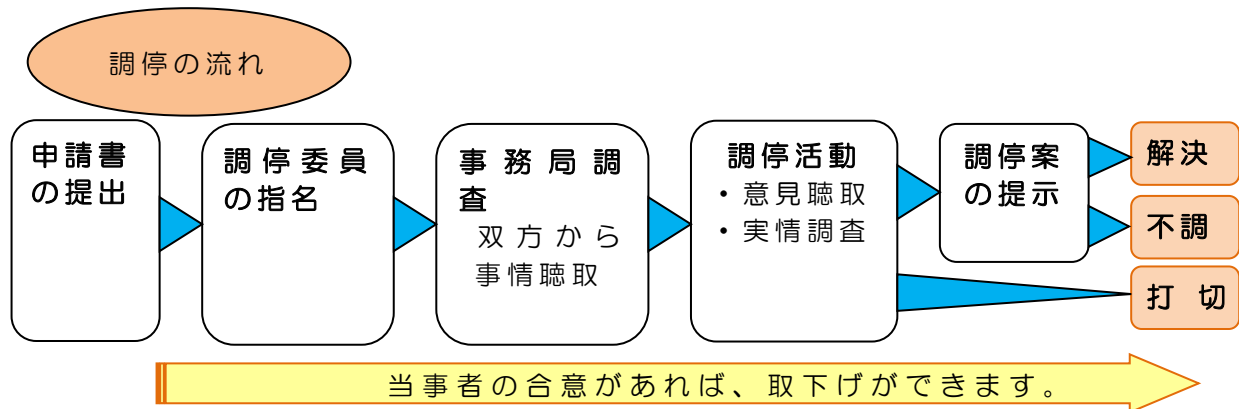 調停の流れ
申請書
の提出
調停委員
の指名
事務局調
査
双方から
事情聴取
調停活動
・意見聴取
・実情調査
調停案
の提示
解決
不調
打切
当事者の合意があれば、取下げができます。